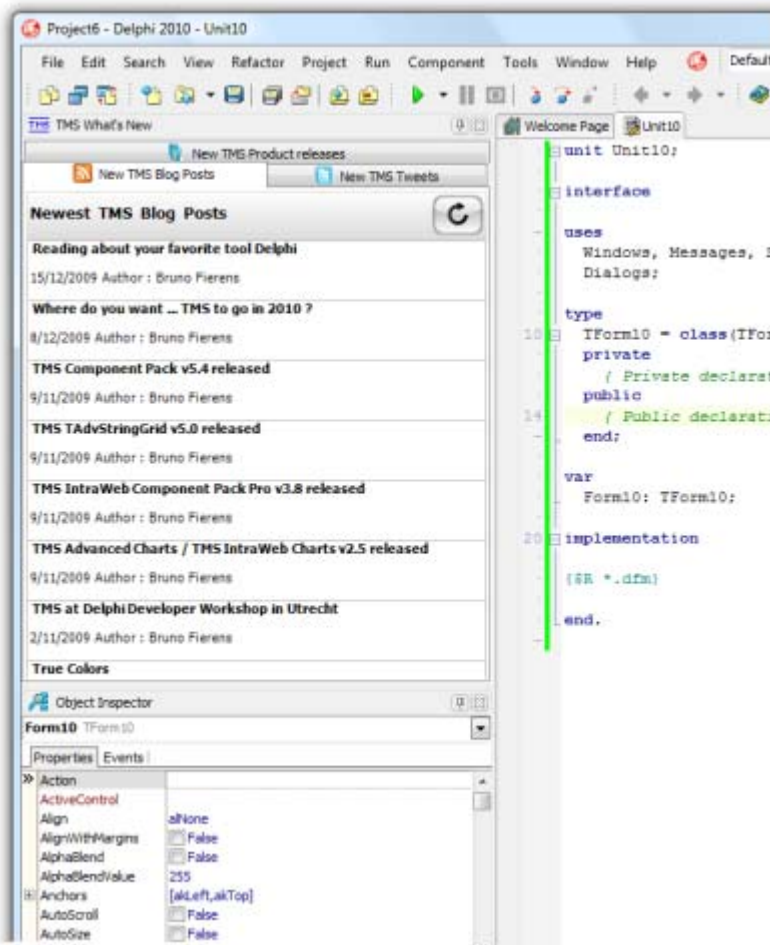 Project6 - Delphi 2010 - Unit10
File Edit Search View Refactor Project Run Component Tools Window Help
TMS TMS What's New
New TMS Product releases
New TMS Blog Posts
New TMS Tweets
Newest TMS Blog Posts
Reading about your favorite tool Delphi
15/12/2009 Author : Bruno Fierens
Where do you want ... TMS to go in 2010 ?
8/12/2009 Author : Bruno Fierens
TMS Component Pack v5.4 released
9/11/2009 Author : Bruno Fierens
TMS TAdvStringGrid v5.0 released
9/11/2009 Author : Bruno Fierens
TMS IntraWeb Component Pack Pro v3.8 released
9/11/2009 Author : Bruno Fierens
TMS Advanced Charts / TMS IntraWeb Charts v2.5 released
9/11/2009 Author : Bruno Fierens
TMS at Delphi Developer Workshop in Utrecht
2/11/2009 Author : Bruno Fierens
True Colors
Object Inspector
Form10 TForm10
Properties Events
Action
ActiveControl
Align alNone
AlignWithMargins False
AlphaBlend False
AlphaBlendValue 255
Anchors [akLeft,akTop]
AutoScroll False
AutoSize False
Welcome Page Unit10
unit Unit10;
interface
uses
Windows, Messages,
Dialogs;
type
10 TForm10 = class(TFor
private
{ Private declarat
public
14 { Public declarati
end;
var
Form10: TForm10;
20 implementation
{$R *.dfm}
end.